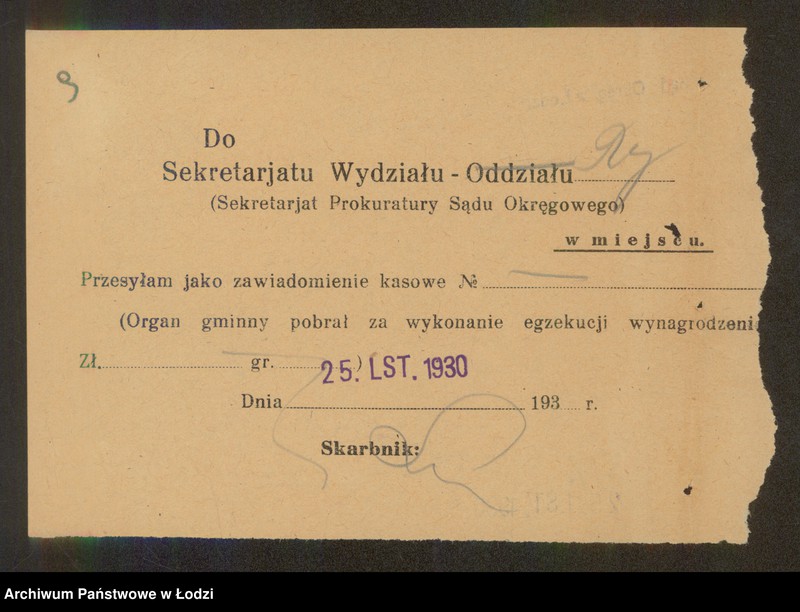 9
Do
Sekretarjatu Wydziału - Oddziału
(Sekretarjat Prokuratury Sądu Okręgowego)
w miejscu.
Przesyłam jako zawiadomienie kasowe №
(Organ gminny pobrał za wykonanie egzekucji wynagrodzeni
Zł. gr. )
25. LST. 1930
Dnia 193 r.
Skarbnik:
Archiwum Państwowe w Łodzi